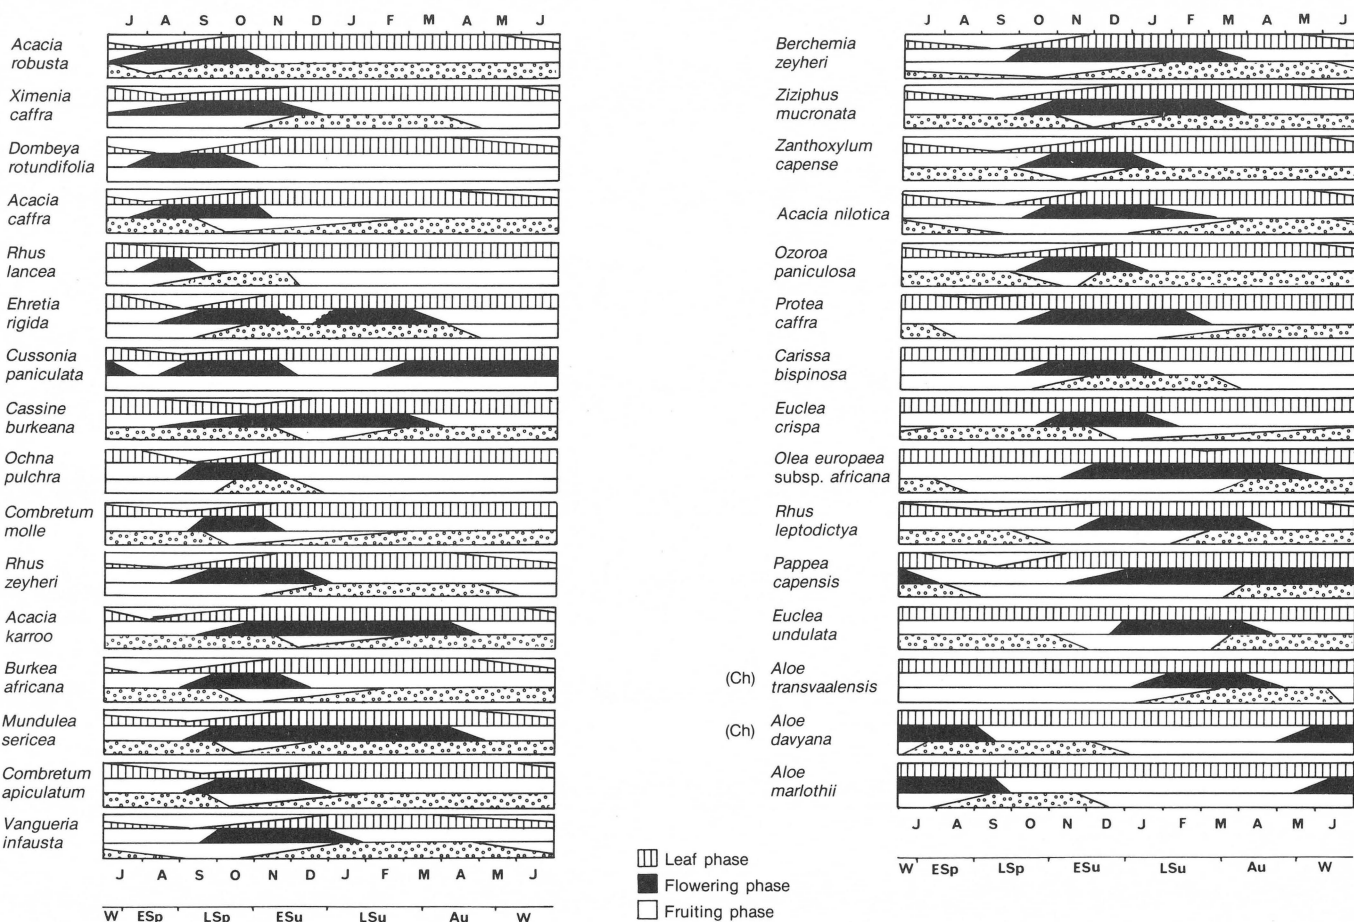 J A S O N D J F M A M J
Acacia
robusta
Ximenia
caffra
Dombeya
rotundifolia
Acacia
caffra
Rhus
lancea
Ehretia
rigida
Cussonia
paniculata
Cassine
burkeana
Ochna
pulchra
Combretum
molle
Rhus
zeyheri
Acacia
karroo
Burkea
africana
Mundulea
sericea
Combretum
apiculatum
Vangueria
infausta
J A S O N D J F M A M J
W ESp LSp ESu LSu Au W
J A S O N D J F M A M J
Berchemia
zeyheri
Ziziphus
mucronata
Zanthoxylum
capense
Acacia nilotica
Ozoroa
paniculosa
Protea
caffra
Carissa
bispinosa
Euclea
crispa
Olea europaea
subsp. africana
Rhus
leptodictya
Pappea
capensis
Euclea
undulata
(Ch) Aloe
transvaalensis
(Ch) Aloe
davyana
Aloe
marlothii
J A S O N D J F M A M J
W ESp LSp ESu LSu Au W
Leaf phase
Flowering phase
Fruiting phase